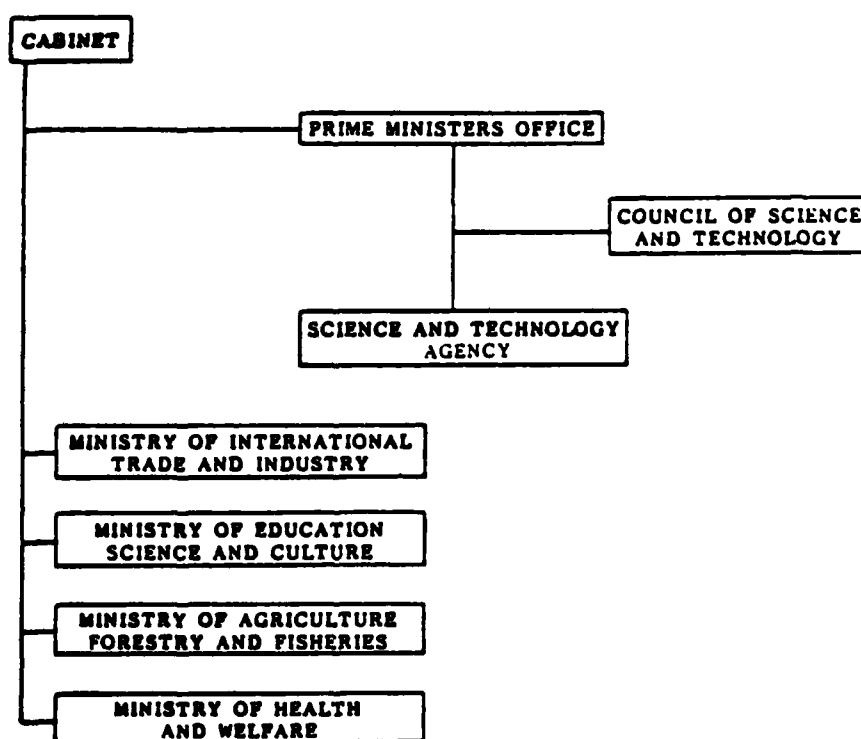 CABINET
PRIME MINISTERS OFFICE
COUNCIL OF SCIENCE
AND TECHNOLOGY
SCIENCE AND TECHNOLOGY
AGENCY
MINISTRY OF INTERNATIONAL
TRADE AND INDUSTRY
MINISTRY OF EDUCATION
SCIENCE AND CULTURE
MINISTRY OF AGRICULTURE
FORESTRY AND FISHERIES
MINISTRY OF HEALTH
AND WELFARE